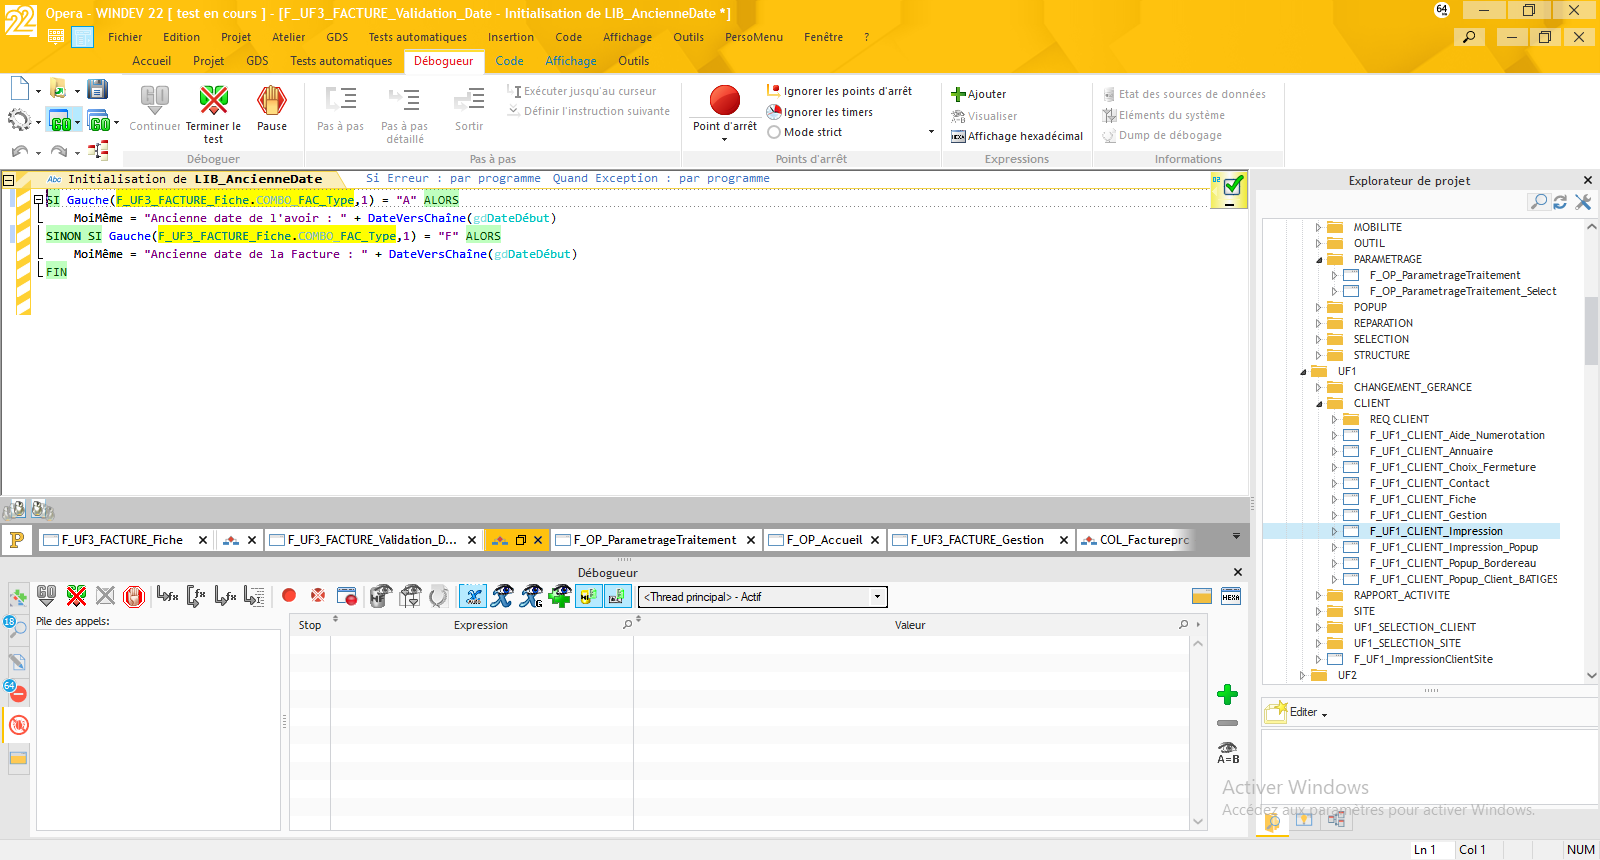 Opera - WINDEV 22 [ test en cours ] - [F_UF3_FACTURE_Validation_Date - Initialisation de LIB_AncienneDate *]
64
22
Fichier Edition Projet Atelier GDS Tests automatiques Insertion Code Affichage Outils PersoMenu Fenêtre ?
Accueil Projet GDS Tests automatiques Débogueur Code Affichage Outils
Continuer
Terminer le test
Pause
Déboguer
Pas à pas
Pas à pas détaillé
Sortir
Exécuter jusqu'au curseur
Définir l'instruction suivante
Pas à pas
Point d'arrêt
Ignorer les points d'arrêt
Ignorer les timers
Mode strict
Points d'arrêt
Ajouter
Visualiser
Affichage hexadécimal
Expressions
Etat des sources de données
Eléments du système
Dump de débogage
Informations
Abc Initialisation de LIB_AncienneDate Si Erreur : par programme Quand Exception : par programme
SI Gauche(F_UF3_FACTURE_Fiche.COMBO_FAC_Type,1) = "A" ALORS
MoiMême = "Ancienne date de l'avoir : " + DateVersChaîne(gdDateDébut)
SINON SI Gauche(F_UF3_FACTURE_Fiche.COMBO_FAC_Type,1) = "F" ALORS
MoiMême = "Ancienne date de la Facture : " + DateVersChaîne(gdDateDébut)
FIN
F_UF3_FACTURE_Fiche F_UF3_FACTURE_Validation_D... F_OP_ParametrageTraitement F_OP_Accueil F_UF3_FACTURE_Gestion COL_Facturepro
Débogueur
<Thread principal> - Actif
HEXA
Pile des appels:
Stop Expression Valeur
18
64
A=B
Explorateur de projet
MOBILITE
OUTIL
PARAMETRAGE
F_OP_ParametrageTraitement
F_OP_ParametrageTraitement_Select
POPUP
REPARATION
SELECTION
STRUCTURE
UF1
CHANGEMENT_GERANCE
CLIENT
REQ CLIENT
F_UF1_CLIENT_Aide_Numerotation
F_UF1_CLIENT_Annuaire
F_UF1_CLIENT_Choix_Fermeture
F_UF1_CLIENT_Contact
F_UF1_CLIENT_Fiche
F_UF1_CLIENT_Gestion
F_UF1_CLIENT_Impression
F_UF1_CLIENT_Impression_Popup
F_UF1_CLIENT_Popup_Bordereau
F_UF1_CLIENT_Popup_Client_BATIGES
RAPPORT_ACTIVITE
SITE
UF1_SELECTION_CLIENT
UF1_SELECTION_SITE
F_UF1_ImpressionClientSite
UF2
Editer
Activer Windows
Accédez aux paramètres pour activer Windows.
Ln 1 Col 1 NUM